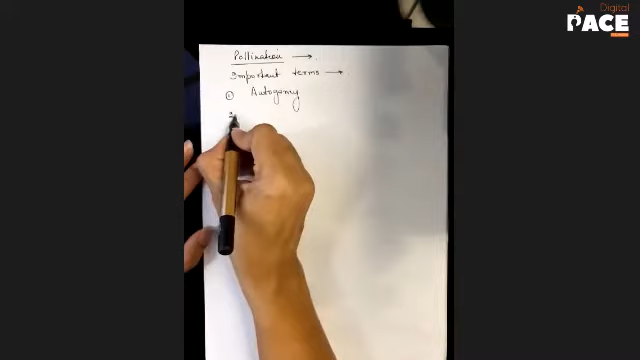 Digital
PACE
Pollination →
Important terms →
① Autogamy